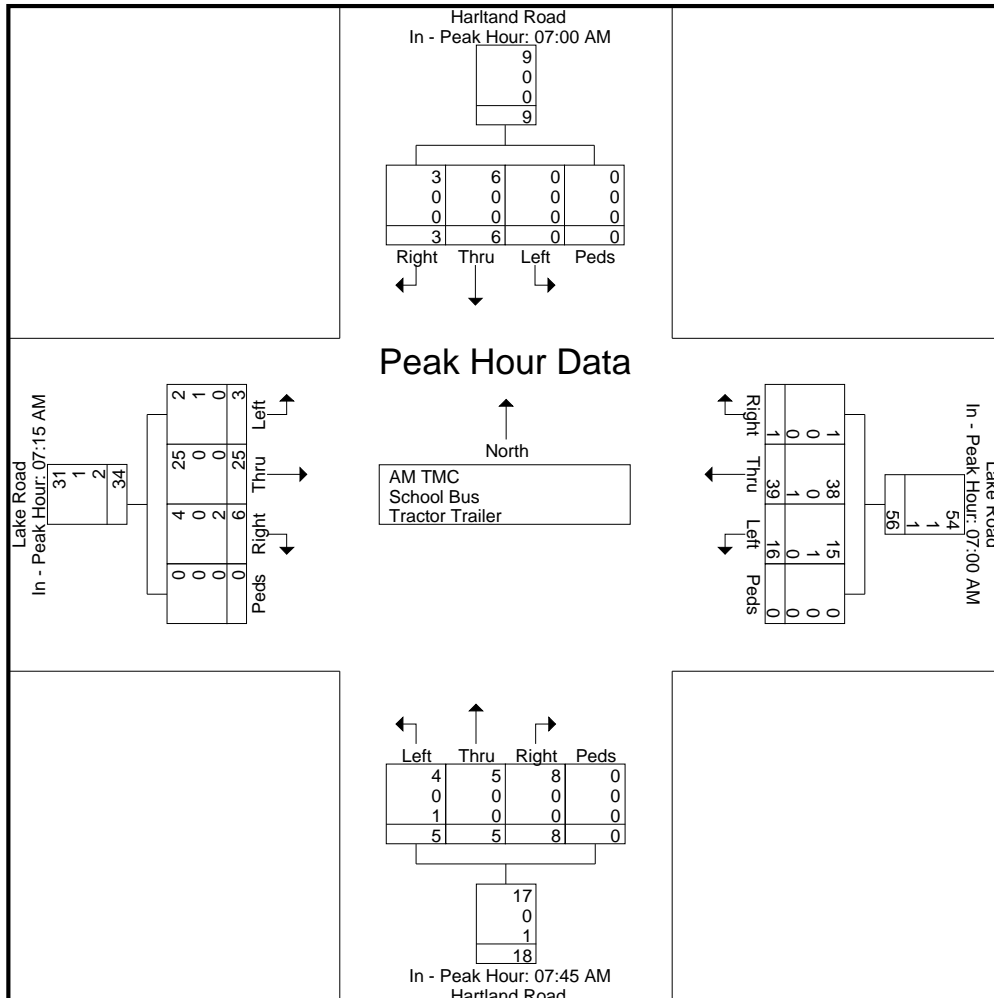 Harltand Road
In - Peak Hour: 07:00 AM
9
0
0
9
3 6 0 0
0 0 0 0
0 0 0 0
3 6 0 0
Right Thru Left Peds
Peak Hour Data
North
AM TMC
School Bus
Tractor Trailer
Lake Road
In - Peak Hour: 07:15 AM
31
1
2
34
2 1 0 3
25 0 0 25
4 0 2 6
0 0 0 0
Left Thru Right Peds
Right Thru Left Peds
1 0 0 1
39 1 0 38
16 0 1 15
0 0 0 0
54
1
1
56
Lake Road
In - Peak Hour: 07:00 AM
Left Thru Right Peds
4 5 8 0
0 0 0 0
1 0 0 0
5 5 8 0
17
0
1
18
In - Peak Hour: 07:45 AM
Hartland Road